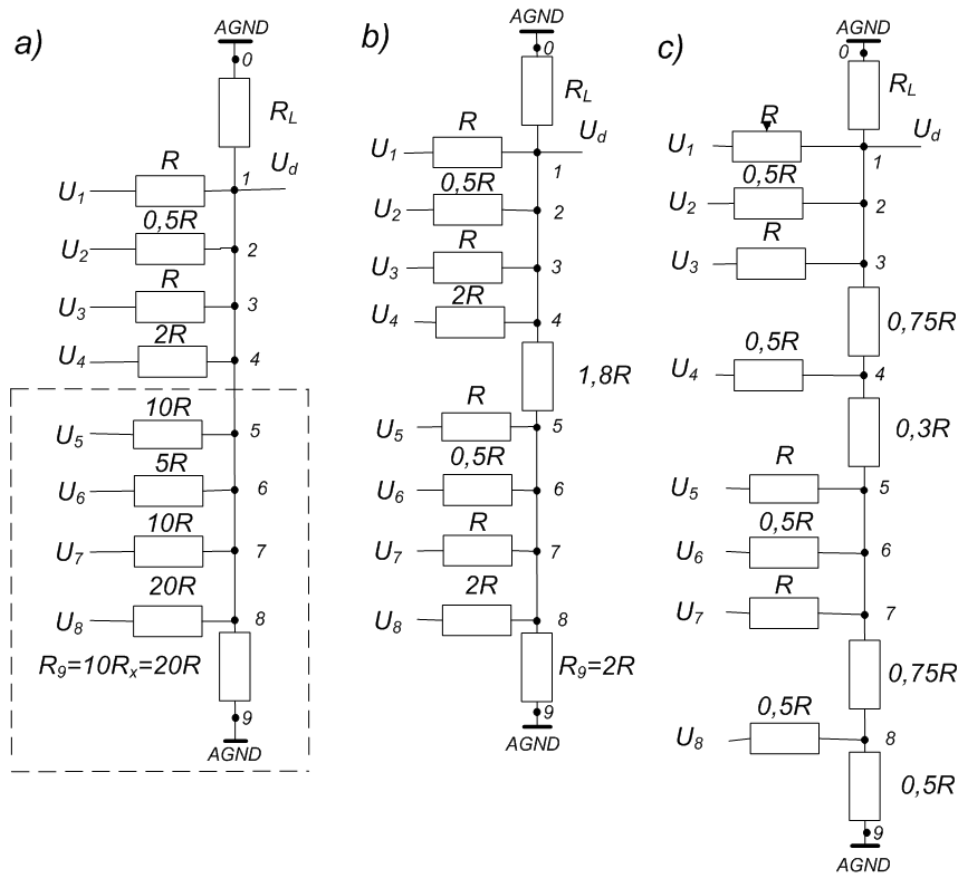 a)
AGND
0
R_L
U_d
R
U_1
1
0,5R
U_2
2
R
U_3
3
2R
U_4
4
10R
U_5
5
5R
U_6
6
10R
U_7
7
20R
U_8
8
R_9=10R_x=20R
9
AGND
b)
AGND
0
R_L
R
U_d
U_1
1
0,5R
U_2
2
R
U_3
3
2R
U_4
4
1,8R
R
U_5
5
0,5R
U_6
6
R
U_7
7
2R
U_8
8
R_9=2R
9
AGND
c)
AGND
0
R_L
R
U_d
U_1
1
0,5R
U_2
2
R
U_3
3
0,75R
0,5R
U_4
4
0,3R
R
U_5
5
0,5R
U_6
6
R
U_7
7
0,75R
0,5R
U_8
8
0,5R
9
AGND